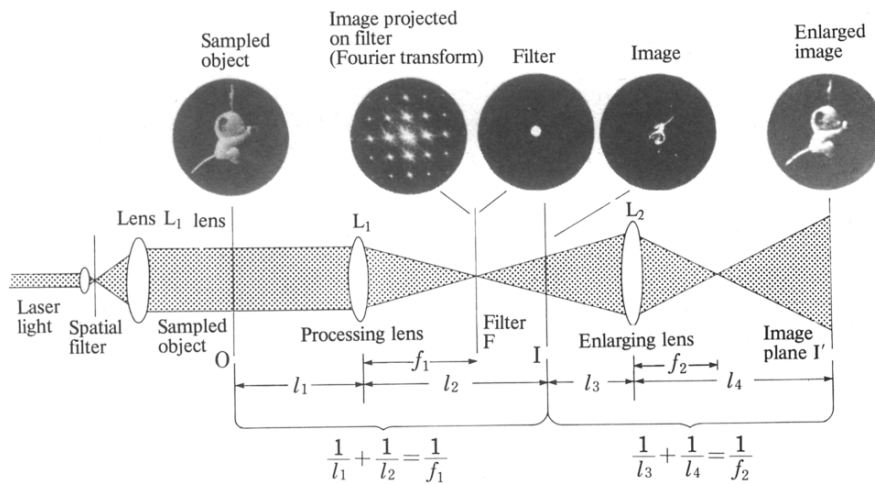 Sampled
object
Image projected
on filter
(Fourier transform)
Filter
Image
Enlarged
image
Lens L₁ lens
L₁
L₂
Laser
light
Spatial
filter
Sampled
object
O
Processing lens
Filter
F
I
Enlarging lens
Image
plane I′
f₁
f₂
l₁
l₂
l₃
l₄
1/l₁ + 1/l₂ = 1/f₁
1/l₃ + 1/l₄ = 1/f₂